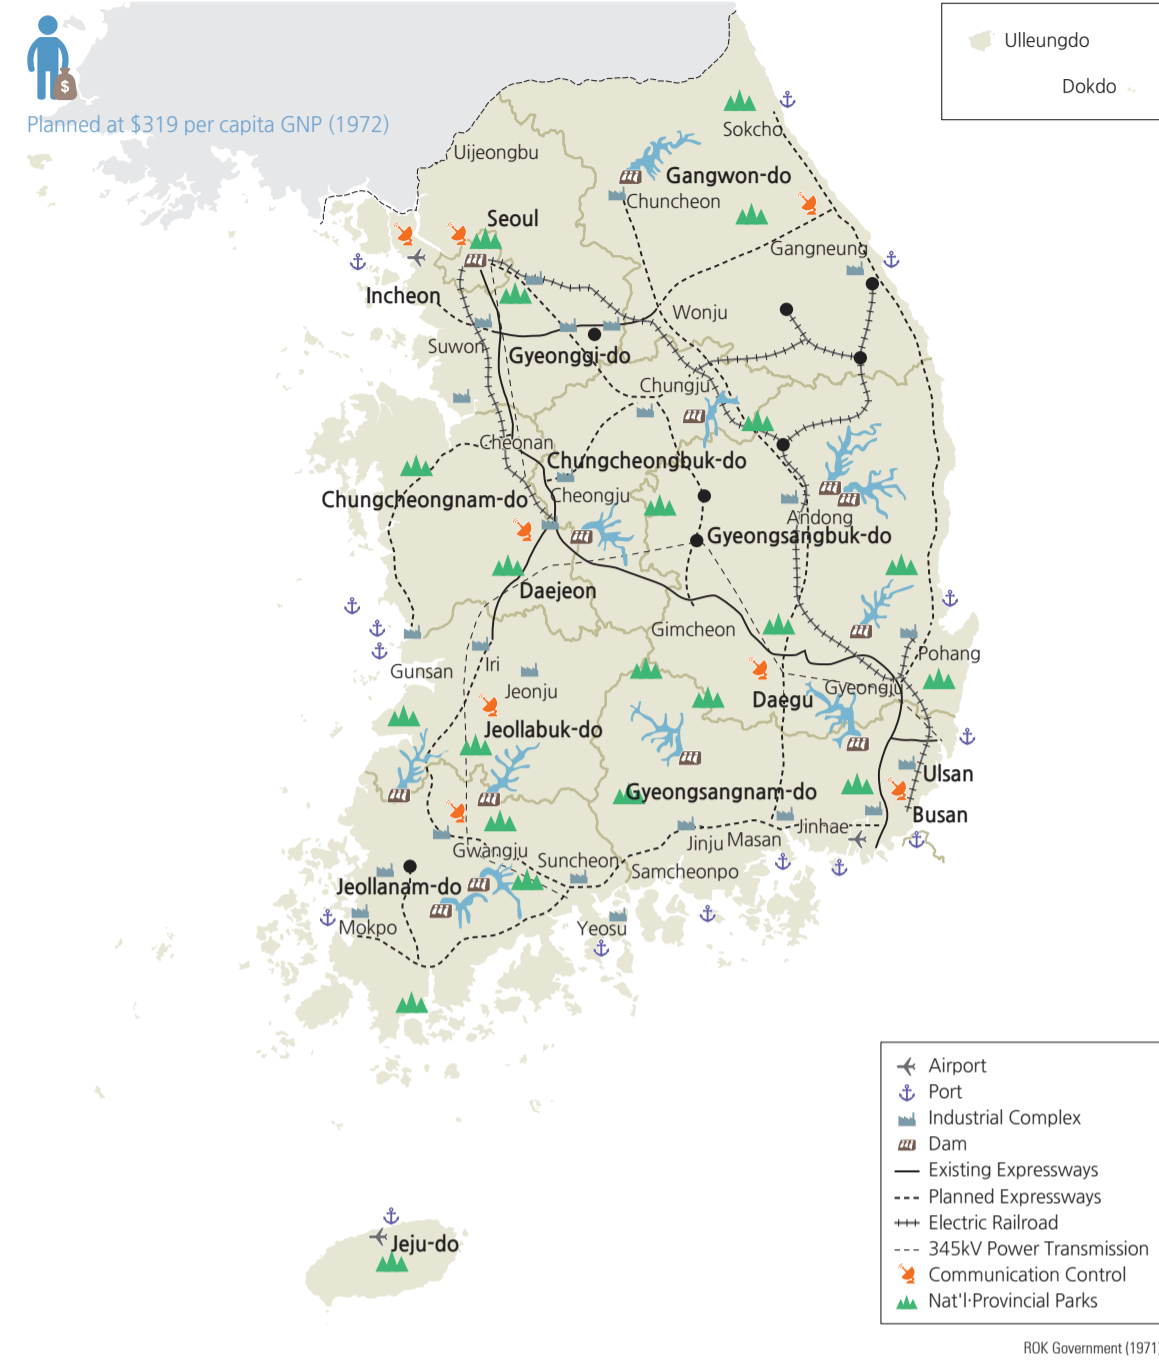 Ulleungdo
Dokdo
$
Planned at $319 per capita GNP (1972)
Sokcho
Uijeongbu
Gangwon-do
Chuncheon
Seoul
Gangneung
Incheon
Wonju
Suwon
Gyeonggi-do
Chungju
Cheonan
Chungcheongbuk-do
Chungcheongnam-do
Cheongju
Andong
Gyeongsangbuk-do
Daejeon
Gimcheon
Pohang
Gunsan
Iri
Jeonju
Daegu
Gyeongju
Jeollabuk-do
Ulsan
Gyeongsangnam-do
Busan
Jinhae
Jinju
Masan
Gwangju
Suncheon
Samcheonpo
Jeollanam-do
Mokpo
Yeosu
Jeju-do
Airport
Port
Industrial Complex
Dam
Existing Expressways
Planned Expressways
Electric Railroad
345kV Power Transmission
Communication Control
Nat'l·Provincial Parks
ROK Government (1971)